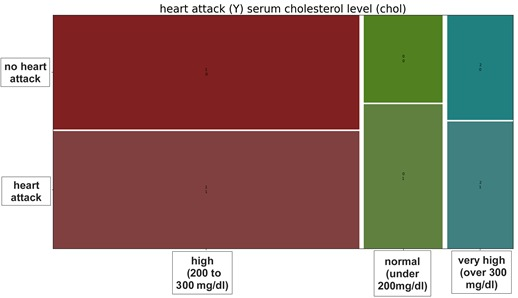 heart attack (Y) serum cholesterol level (chol)
no heart
attack
heart
attack
high
(200 to
300 mg/dl)
normal
(under
200mg/dl)
very high
(over 300
mg/dl)